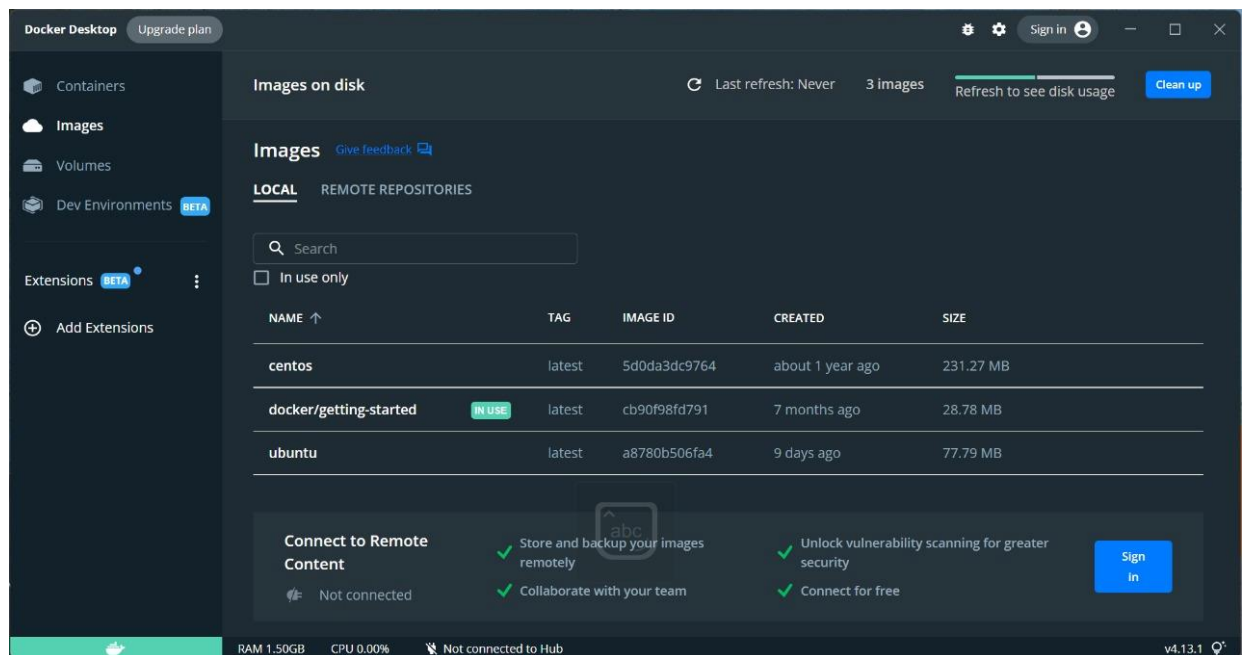 Docker Desktop Upgrade plan Sign in
Containers
Images
Volumes
Dev Environments BETA
Extensions BETA
Add Extensions
Images on disk Last refresh: Never 3 images Refresh to see disk usage Clean up
Images Give feedback
LOCAL REMOTE REPOSITORIES
Search
In use only
NAME TAG IMAGE ID CREATED SIZE
centos latest 5d0da3dc9764 about 1 year ago 231.27 MB
docker/getting-started IN USE latest cb90f98fd791 7 months ago 28.78 MB
ubuntu latest a8780b506fa4 9 days ago 77.79 MB
abc
Connect to Remote
Content
Not connected
Store and backup your images
remotely
Collaborate with your team
Unlock vulnerability scanning for greater
security
Connect for free
Sign
in
RAM 1.50GB CPU 0.00% Not connected to Hub v4.13.1